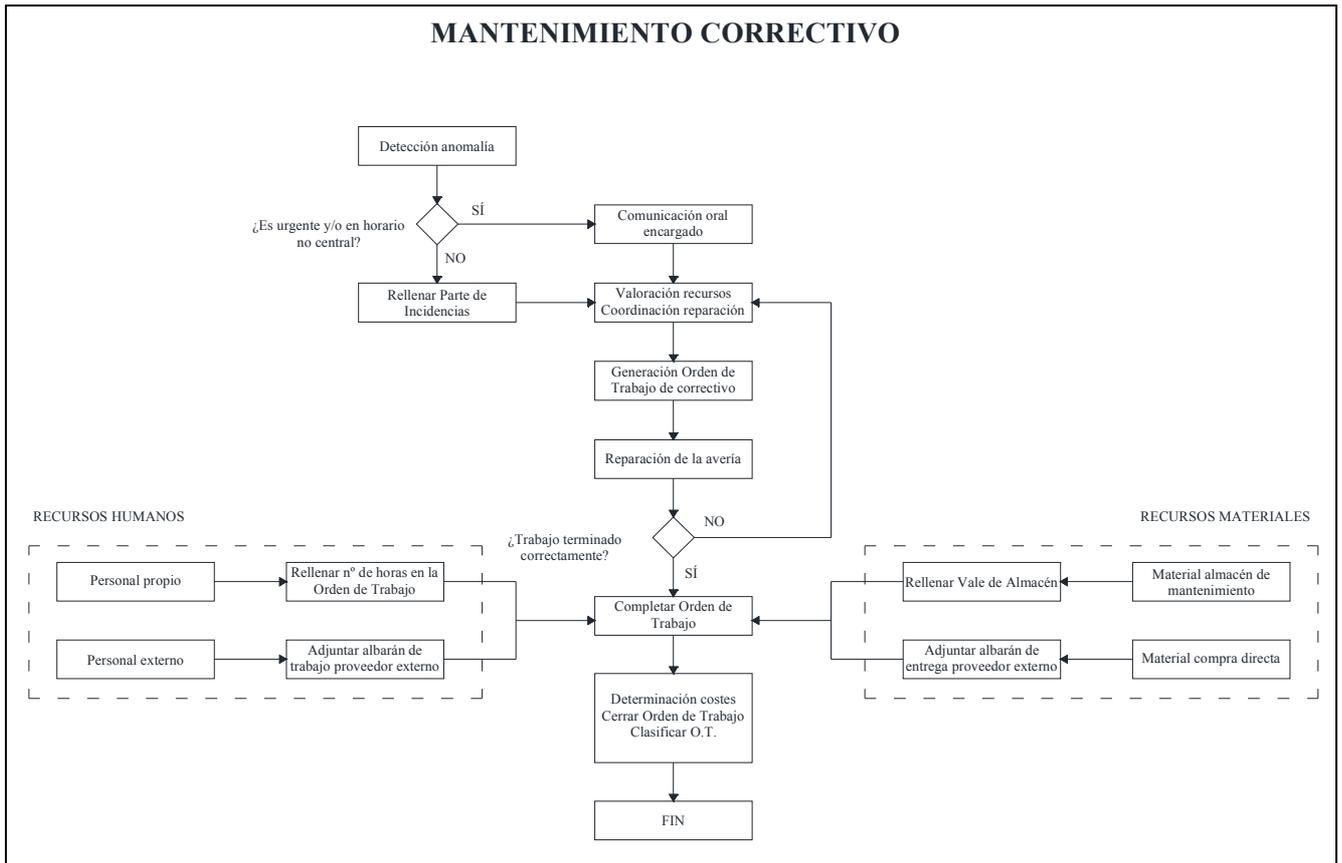 MANTENIMIENTO CORRECTIVO
Detección anomalía
¿Es urgente y/o en horario
no central?
SÍ
NO
Comunicación oral
encargado
Rellenar Parte de
Incidencias
Valoración recursos
Coordinación reparación
Generación Orden de
Trabajo de correctivo
Reparación de la avería
¿Trabajo terminado
correctamente?
NO
SÍ
RECURSOS HUMANOS
Personal propio
Rellenar nº de horas en la
Orden de Trabajo
Personal externo
Adjuntar albarán de
trabajo proveedor externo
Completar Orden de
Trabajo
RECURSOS MATERIALES
Rellenar Vale de Almacén
Material almacén de
mantenimiento
Adjuntar albarán de
entrega proveedor externo
Material compra directa
Determinación costes
Cerrar Orden de Trabajo
Clasificar O.T.
FIN